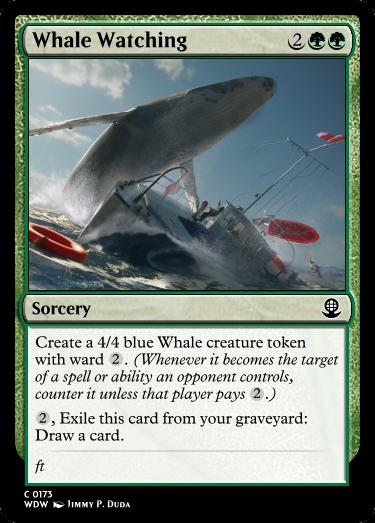 Whale Watching 2
Sorcery
Create a 4/4 blue Whale creature token
with ward 2. (Whenever it becomes the target
of a spell or ability an opponent controls,
counter it unless that player pays 2.)
2, Exile this card from your graveyard:
Draw a card.
ft
C 0173
WDW Jimmy P. Duda